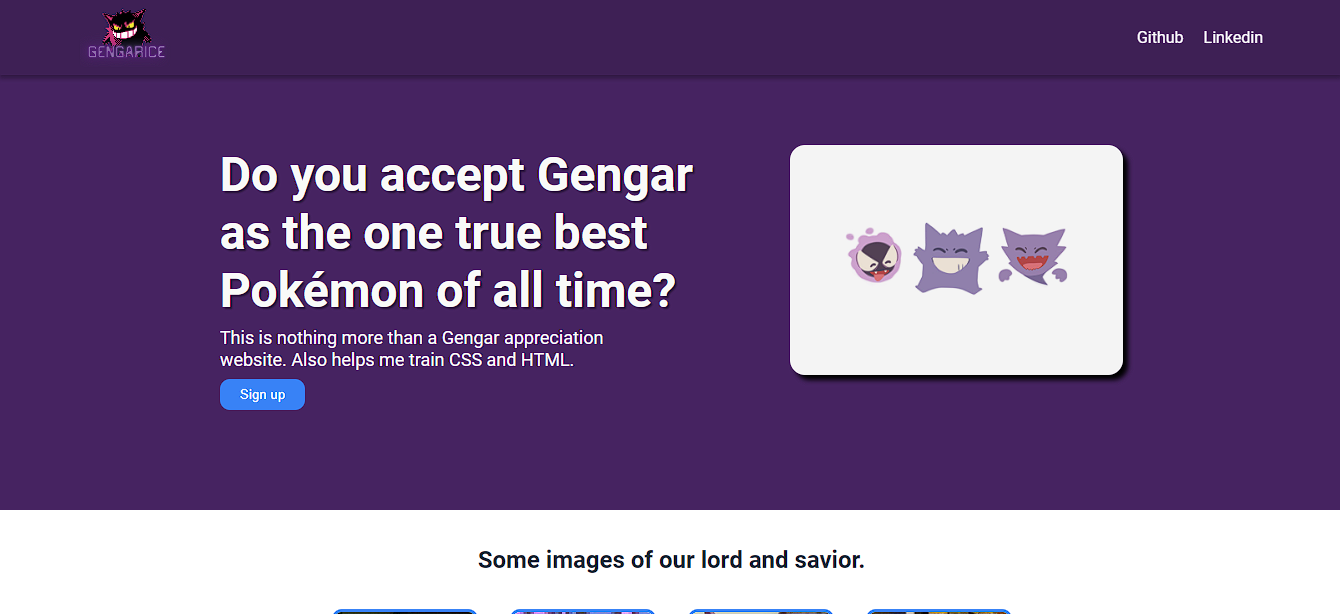 GENGARICE
Github
Linkedin
Do you accept Gengar
as the one true best
Pokémon of all time?
This is nothing more than a Gengar appreciation
website. Also helps me train CSS and HTML.
Sign up
Some images of our lord and savior.